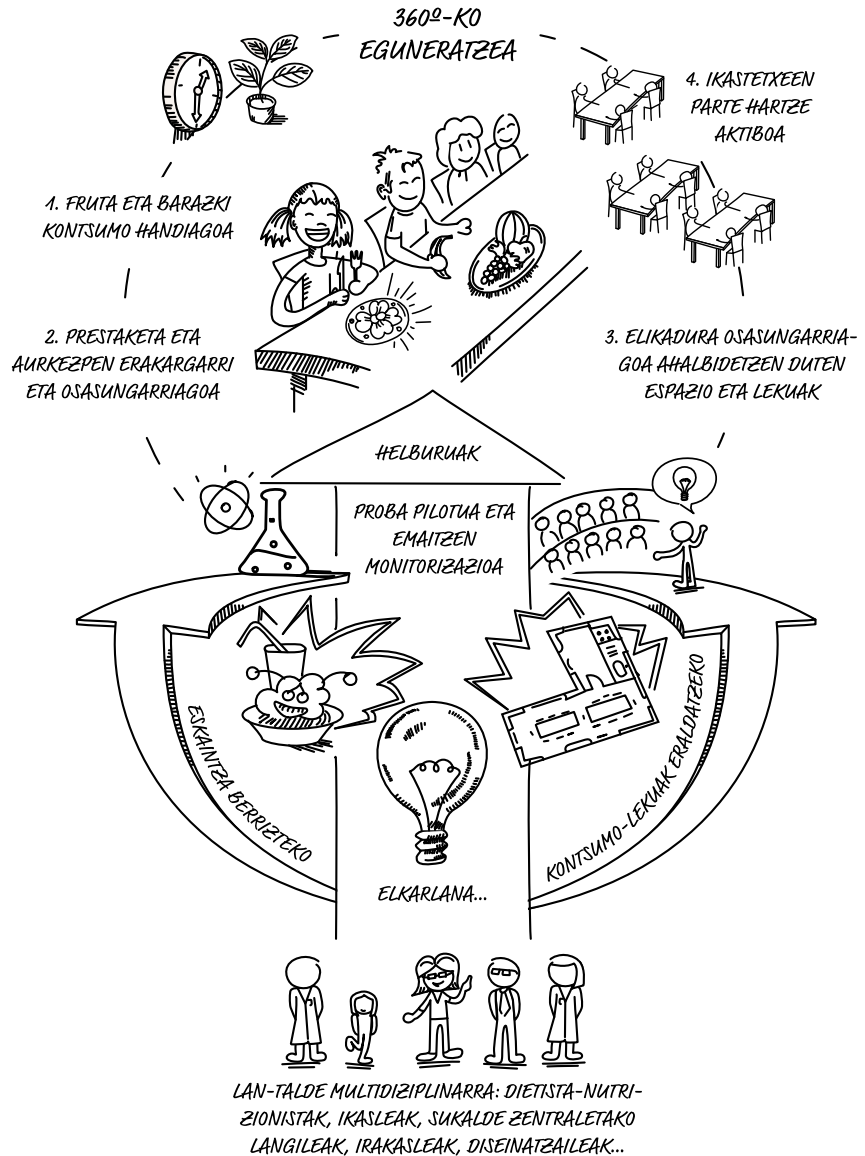 360º-KO
EGUNERATZEA
1. FRUTA ETA BARAZKI
KONTSUMO HANDIAGOA
2. PRESTAKETA ETA
AURKEZPEN ERAKARGARRI
ETA OSASUNGARRIAGOA
4. IKASTETXEEN
PARTE HARTZE
AKTIBOA
3. ELIKADURA OSASUNGARRIA-
GOA AHALBIDETZEN DUTEN
ESPAZIO ETA LEKUAK
HELBURUAK
PROBA PILOTUA ETA
EMAITZEN
MONITORIZAZIOA
ESKAINTZA BERRIZTEKO
KONTSUMO-LEKUAK ERALDATZEKO
ELKARLANA...
LAN-TALDE MULTIDIZIPLINARRA: DIETISTA-NUTRI-
ZIONISTAK, IKASLEAK, SUKALDE ZENTRALETAKO
LANGILEAK, IRAKASLEAK, DISEINATZAILEAK...